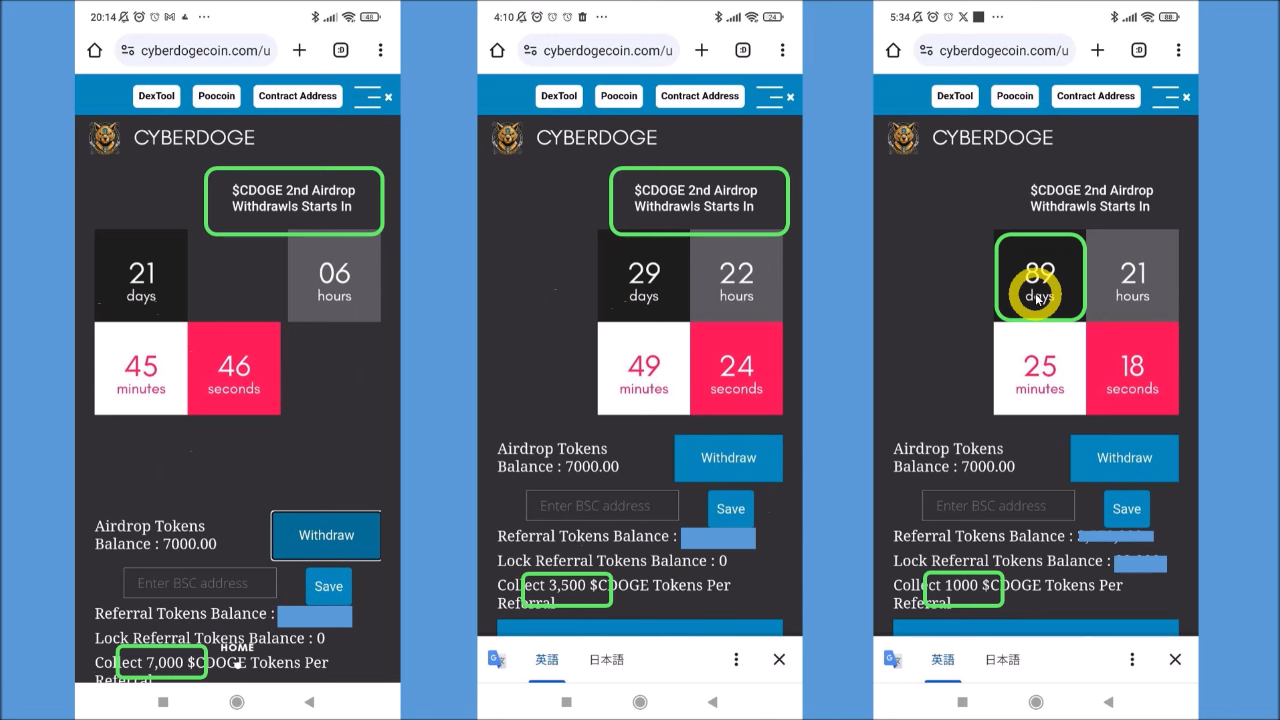 20:14
48
cyberdogecoin.com/u
:D
DexTool
Poocoin
Contract Address
CYBERDOGE
$CDOGE 2nd Airdrop
Withdrawls Starts In
21
days
06
hours
45
minutes
46
seconds
Airdrop Tokens
Balance : 7000.00
Withdraw
Enter BSC address
Save
Referral Tokens Balance :
Lock Referral Tokens Balance : 0
HOME
Collect 7,000 $CDOGE Tokens Per
Referral
4:10
24
cyberdogecoin.com/u
:D
DexTool
Poocoin
Contract Address
CYBERDOGE
$CDOGE 2nd Airdrop
Withdrawls Starts In
29
days
22
hours
49
minutes
24
seconds
Airdrop Tokens
Balance : 7000.00
Withdraw
Enter BSC address
Save
Referral Tokens Balance :
Lock Referral Tokens Balance : 0
Collect 3,500 $CDOGE Tokens Per
Referral
英語
日本語
5:34
88
cyberdogecoin.com/u
:D
DexTool
Poocoin
Contract Address
CYBERDOGE
$CDOGE 2nd Airdrop
Withdrawls Starts In
89
days
21
hours
25
minutes
18
seconds
Airdrop Tokens
Balance : 7000.00
Withdraw
Enter BSC address
Save
Referral Tokens Balance :
Lock Referral Tokens Balance :
Collect 1000 $CDOGE Tokens Per
Referral
英語
日本語